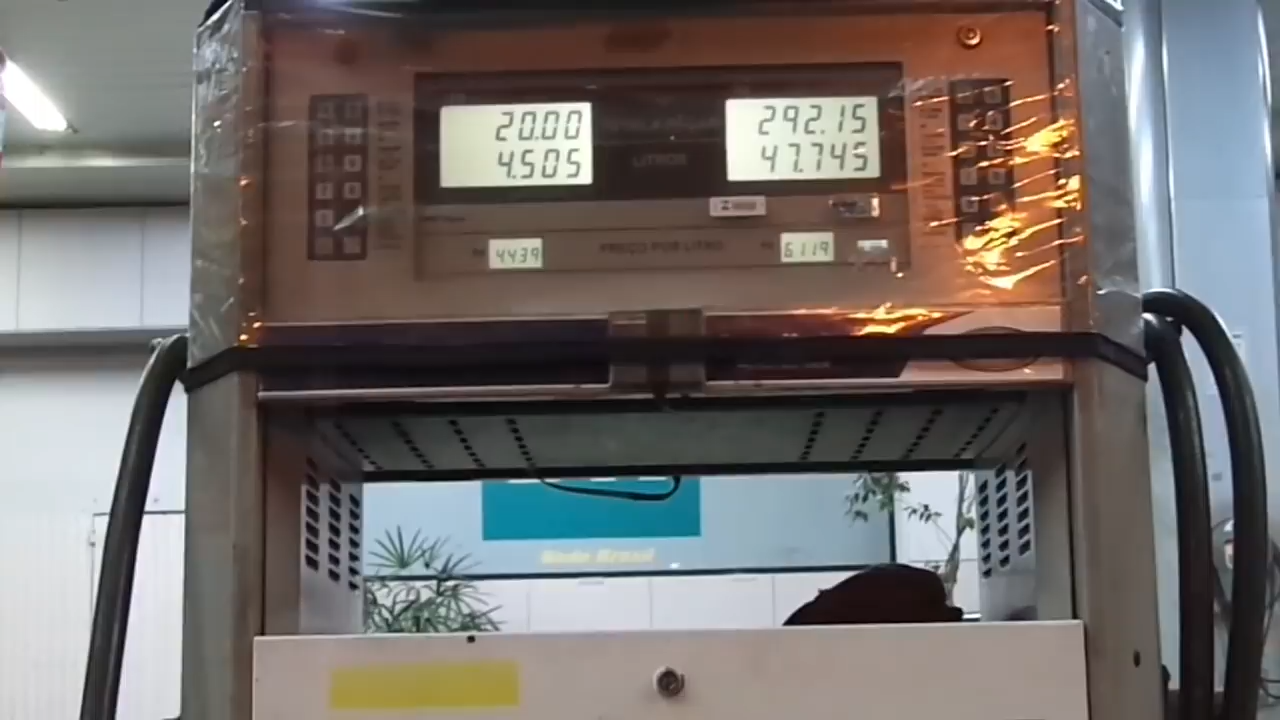 20.00
4.505
292.15
47.745
LITROS
4.439
PREÇO POR LITRO
6.119
Rede Brasil